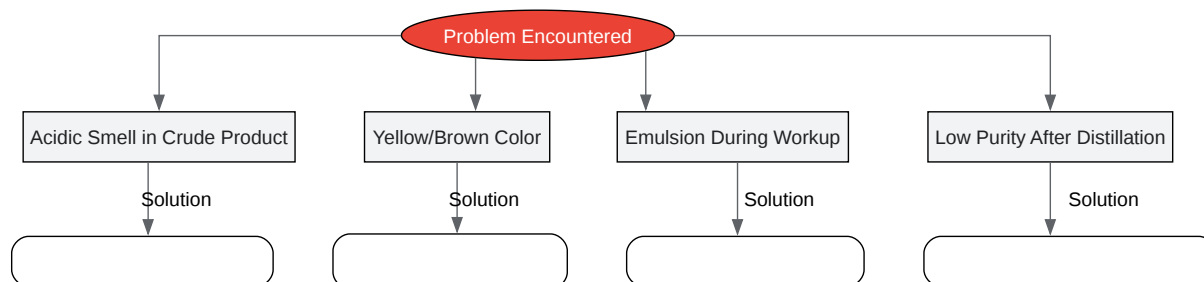 Problem Encountered
Acidic Smell in Crude Product
Yellow/Brown Color
Emulsion During Workup
Low Purity After Distillation
Solution
Solution
Solution
Solution